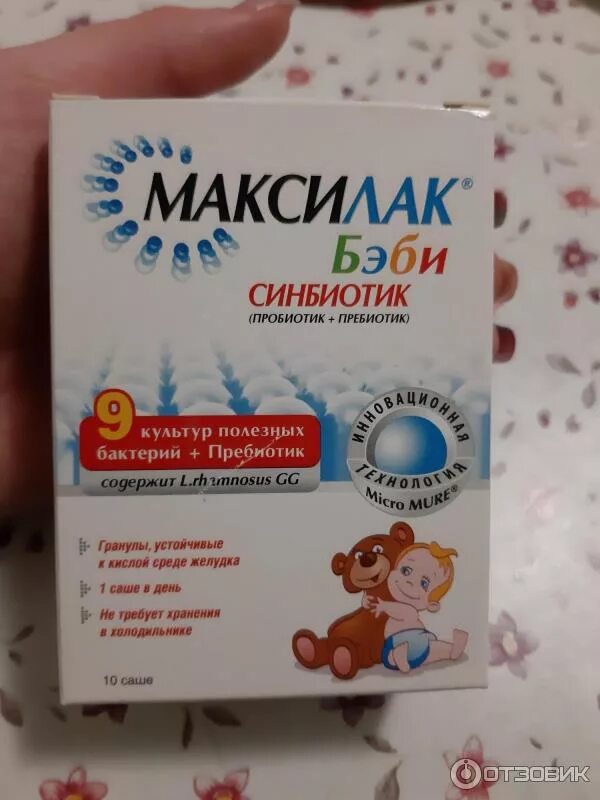 МАКСИЛАК®
Бэби
СИНБИОТИК
(ПРОБИОТИК + ПРЕБИОТИК)
9 культур полезных
бактерий + Пребиотик
содержит L.rhamnosus GG
ИННОВАЦИОННАЯ
ТЕХНОЛОГИЯ
Micro MURE®
Гранулы, устойчивые
к кислой среде желудка
1 саше в день
Не требует хранения
в холодильнике
10 саше
ОТЗОВИК